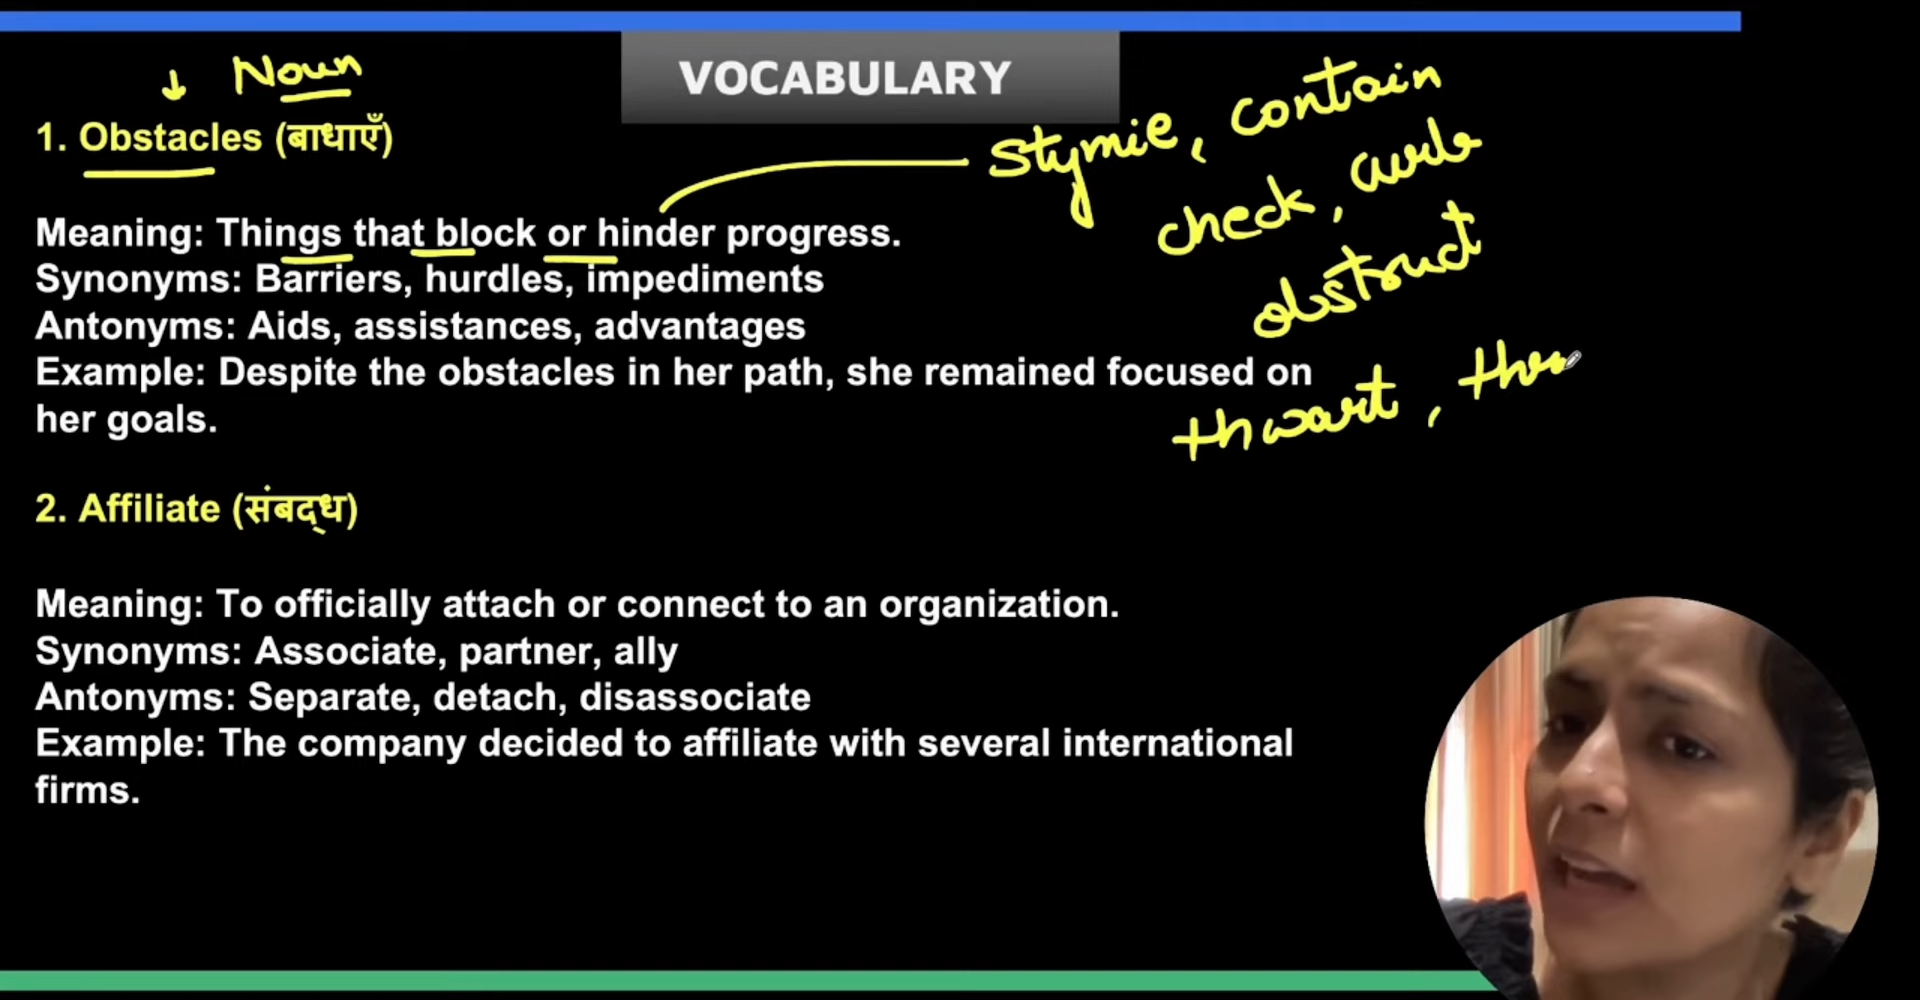 Noun
VOCABULARY
1. Obstacles (बाधाएँ)
stymie, contain
check, curb
obstruct
thwart,
Meaning: Things that block or hinder progress.
Synonyms: Barriers, hurdles, impediments
Antonyms: Aids, assistances, advantages
Example: Despite the obstacles in her path, she remained focused on
her goals.
2. Affiliate (संबद्ध)
Meaning: To officially attach or connect to an organization.
Synonyms: Associate, partner, ally
Antonyms: Separate, detach, disassociate
Example: The company decided to affiliate with several international
firms.